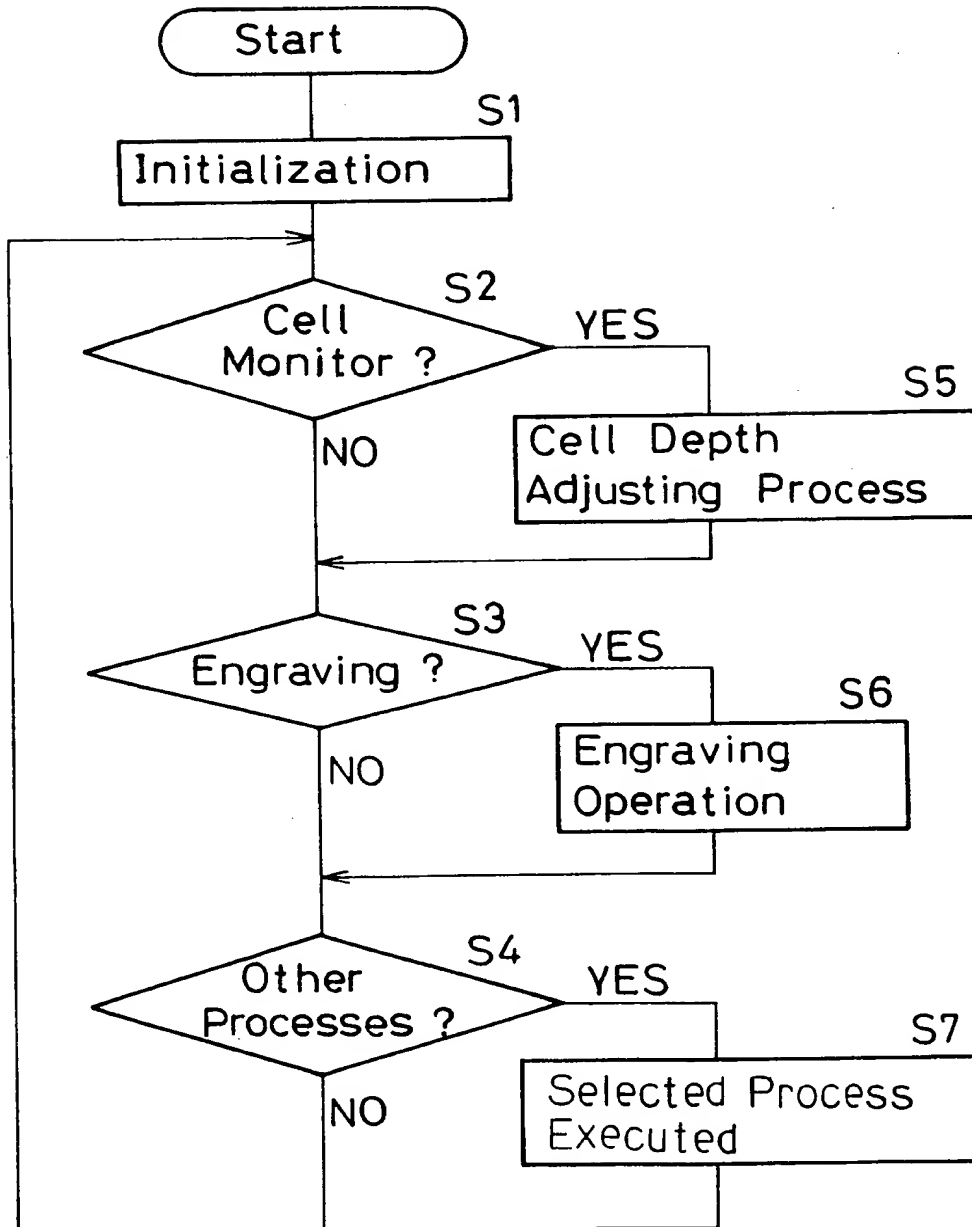 Start
S1
Initialization
S2
Cell
Monitor ?
YES
S5
NO
Cell Depth
Adjusting Process
S3
Engraving ?
YES
S6
NO
Engraving
Operation
S4
Other
Processes ?
YES
S7
NO
Selected Process
Executed